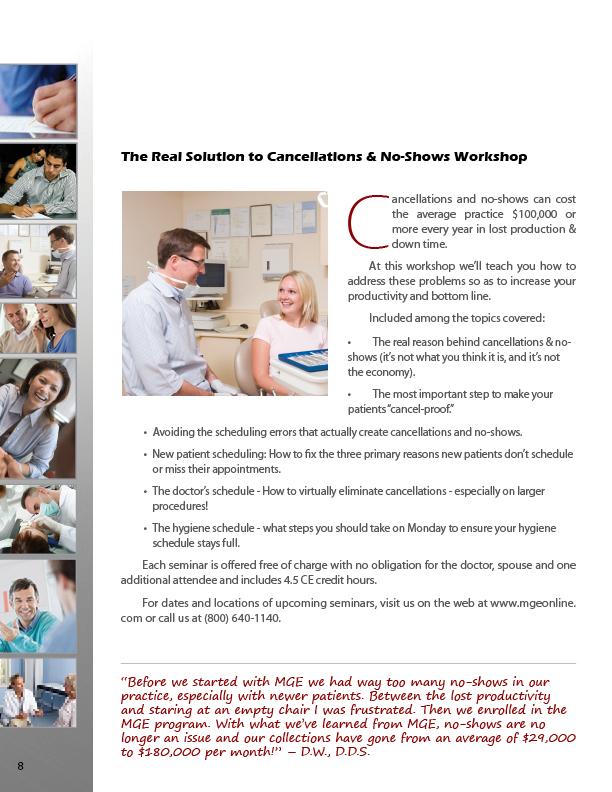 The Real Solution to Cancellations & No-Shows Workshop
Cancellations and no-shows can cost
the average practice $100,000 or
more every year in lost production &
down time.
At this workshop we'll teach you how to
address these problems so as to increase your
productivity and bottom line.
Included among the topics covered:
• The real reason behind cancellations & no-
shows (it's not what you think it is, and it's not
the economy).
• The most important step to make your
patients "cancel-proof."
• Avoiding the scheduling errors that actually create cancellations and no-shows.
• New patient scheduling: How to fix the three primary reasons new patients don't schedule
or miss their appointments.
• The doctor's schedule - How to virtually eliminate cancellations - especially on larger
procedures!
• The hygiene schedule - what steps you should take on Monday to ensure your hygiene
schedule stays full.
Each seminar is offered free of charge with no obligation for the doctor, spouse and one
additional attendee and includes 4.5 CE credit hours.
For dates and locations of upcoming seminars, visit us on the web at www.mgeonline.
com or call us at (800) 640-1140.
"Before we started with MGE we had way too many no-shows in our
practice, especially with newer patients. Between the lost productivity
and staring at an empty chair I was frustrated. Then we enrolled in the
MGE program. With what we've learned from MGE, no-shows are no
longer an issue and our collections have gone from an average of $29,000
to $180,000 per month!" – D.W., D.D.S.
8